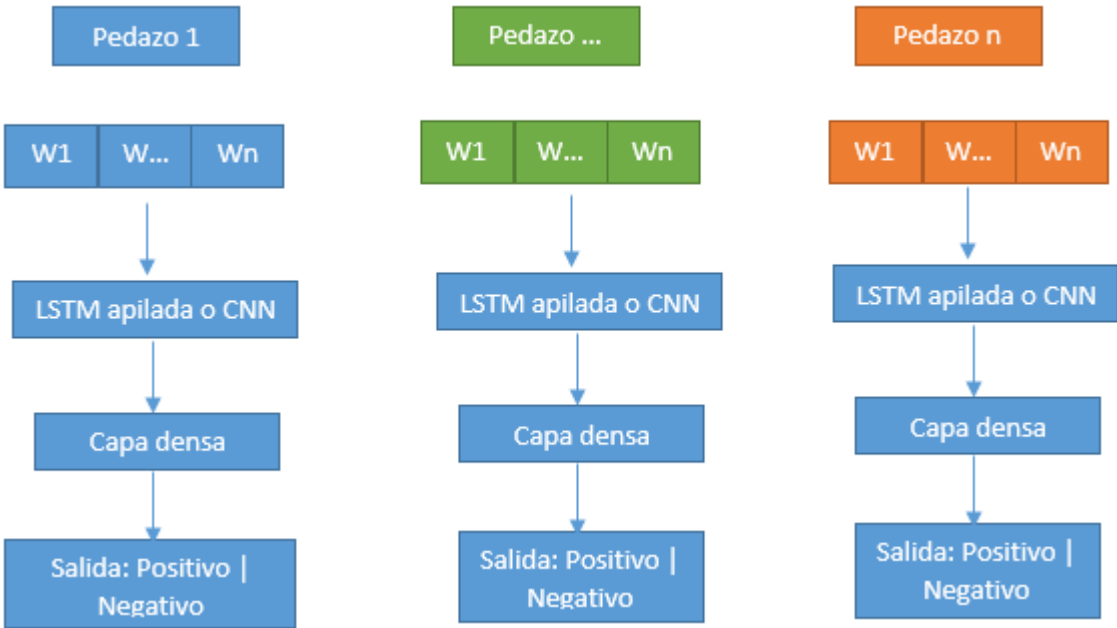 Pedazo 1
Pedazo ...
Pedazo n
W1 W... Wn
W1 W... Wn
W1 W... Wn
LSTM apilada o CNN
LSTM apilada o CNN
LSTM apilada o CNN
Capa densa
Capa densa
Capa densa
Salida: Positivo |
Negativo
Salida: Positivo |
Negativo
Salida: Positivo |
Negativo